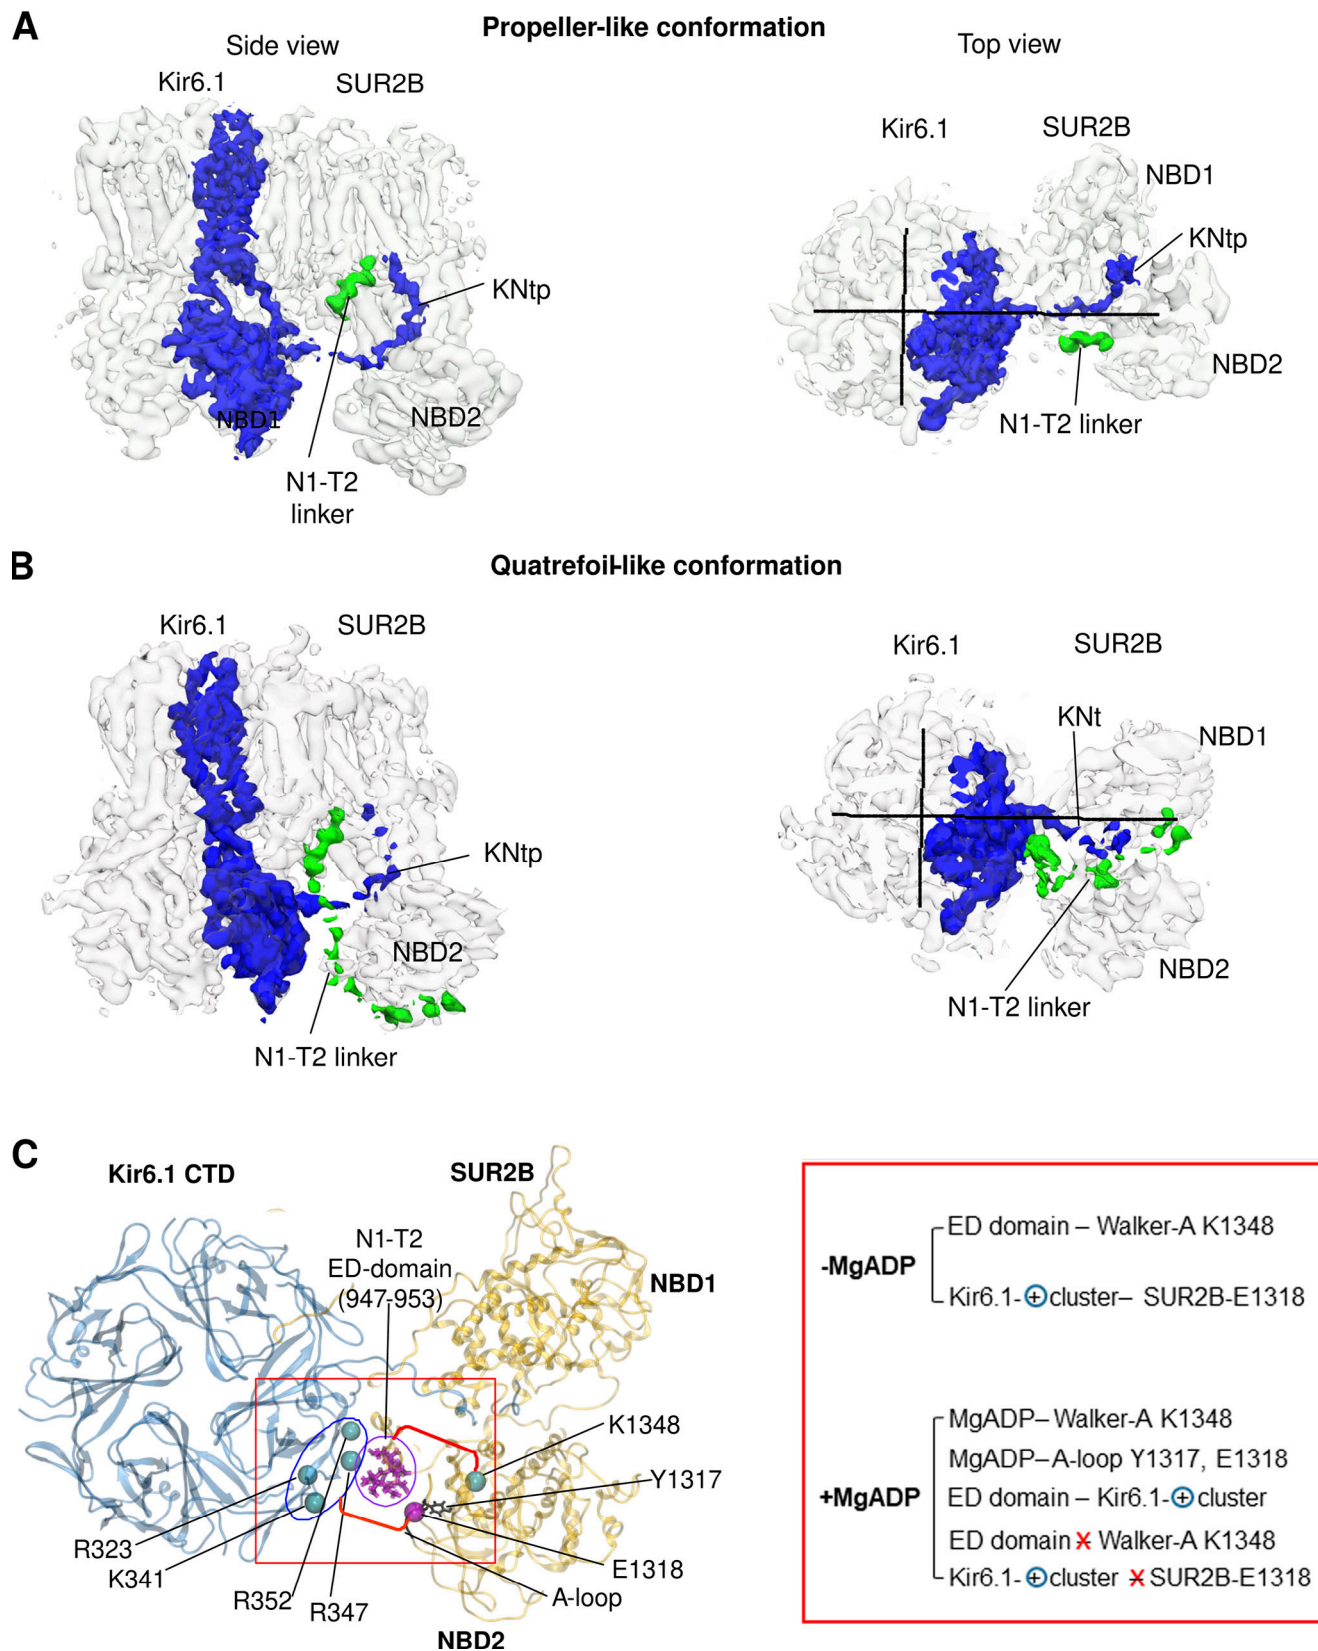 A
Propeller-like conformation
Side view
Top view
Kir6.1
SUR2B
KNtp
NBD1
NBD2
N1-T2
linker
Kir6.1
SUR2B
NBD1
KNtp
NBD2
N1-T2 linker
B
Quatrefoil-like conformation
Kir6.1
SUR2B
KNtp
NBD2
N1-T2 linker
Kir6.1
SUR2B
KNt
NBD1
NBD2
N1-T2 linker
C
Kir6.1 CTD
SUR2B
N1-T2
ED-domain
(947-953)
NBD1
K1348
Y1317
E1318
A-loop
R323
K341
R352
R347
NBD2
-MgADP
ED domain – Walker-A K1348
Kir6.1-⊕cluster– SUR2B-E1318
+MgADP
MgADP– Walker-A K1348
MgADP–A-loop Y1317, E1318
ED domain – Kir6.1-⊕cluster
ED domain X Walker-A K1348
Kir6.1-⊕cluster X SUR2B-E1318